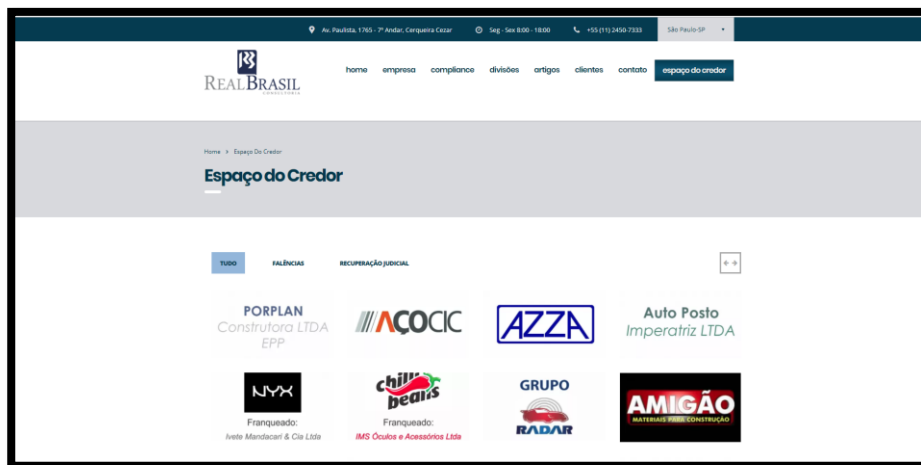 Av. Paulista, 1765 - 7º Andar, Cerqueira Cezar
Seg - Sex 8:00 - 18:00
+55 (11) 2450-7333
São Paulo-SP
REALBRASIL
CONSULTORIA
home empresa compliance divisões artigos clientes contato espaço do credor
Home > Espaço Do Credor
Espaço do Credor
TUDO FALÊNCIAS RECUPERAÇÃO JUDICIAL
PORPLAN
Construtora LTDA
EPP
AÇOCIC
AZZA
Auto Posto
Imperatriz LTDA
NYX
Franqueado:
Ivete Mandacari & Cia Ltda
chilli
beans
Franqueado:
IMS Óculos e Acessórios Ltda
GRUPO
RADAR
AMIGÃO
MATERIAIS PARA CONSTRUÇÃO